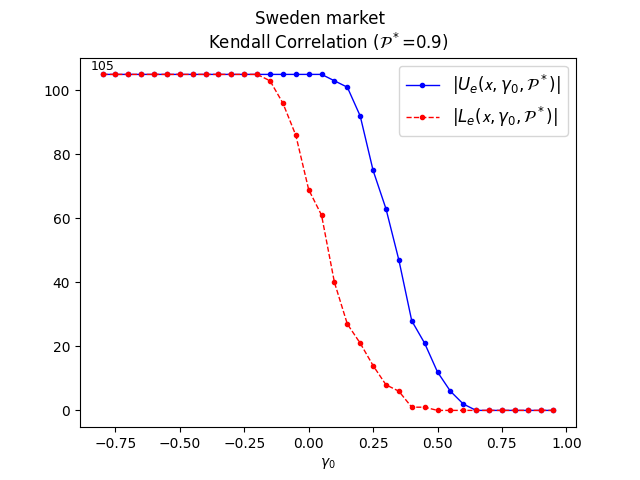 Sweden market
Kendall Correlation (𝒫*=0.9)
105
|Uₑ(x, γ₀, 𝒫*)|
|Lₑ(x, γ₀, 𝒫*)|
100
80
60
40
20
0
−0.75 −0.50 −0.25 0.00 0.25 0.50 0.75 1.00
γ₀